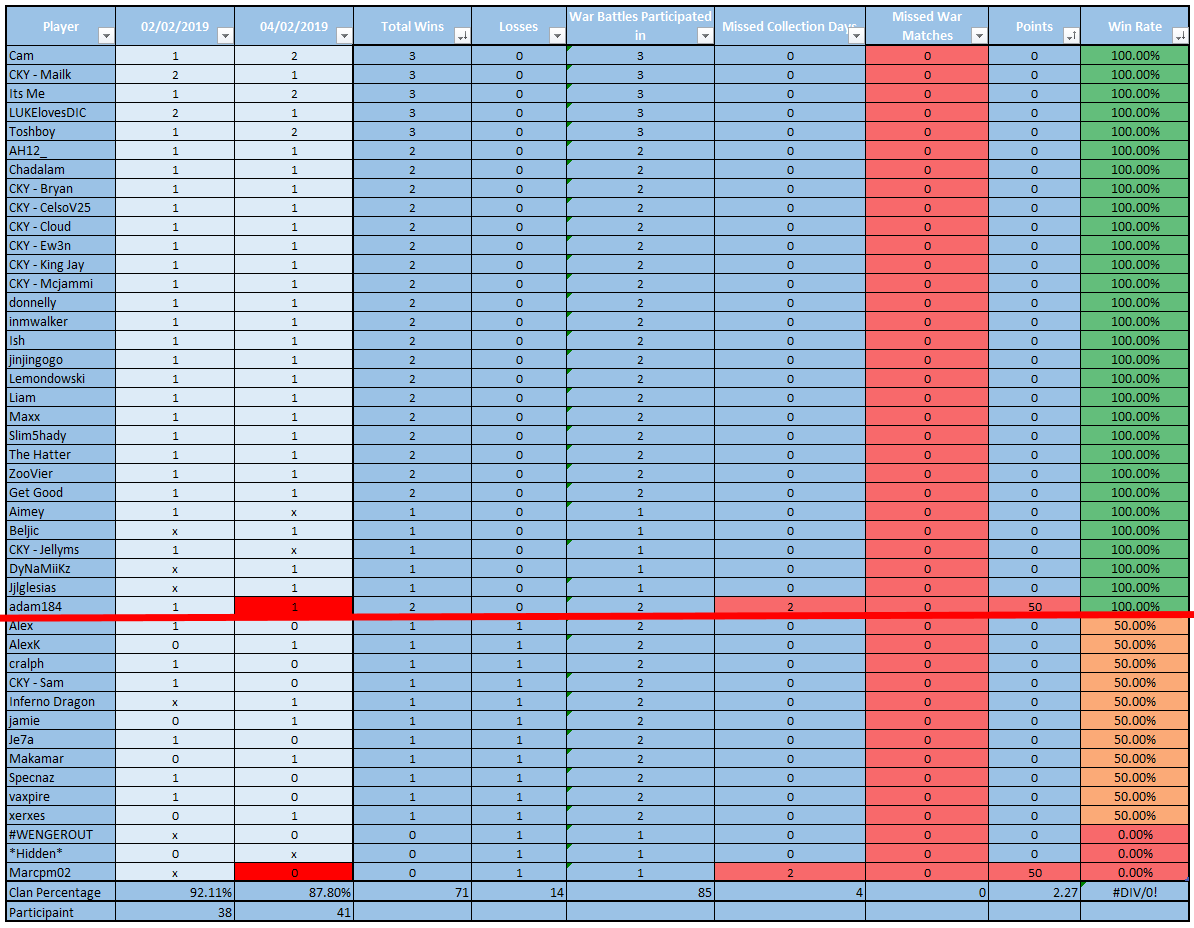 Player 02/02/2019 04/02/2019 Total Wins Losses War Battles Participated in Missed Collection Days Missed War Matches Points Win Rate
Cam 1 2 3 0 3 0 0 0 100.00%
CKY - Mailk 2 1 3 0 3 0 0 0 100.00%
Its Me 1 2 3 0 3 0 0 0 100.00%
LUKElovesDIC 2 1 3 0 3 0 0 0 100.00%
Toshboy 1 2 3 0 3 0 0 0 100.00%
AH12_ 1 1 2 0 2 0 0 0 100.00%
Chadalam 1 1 2 0 2 0 0 0 100.00%
CKY - Bryan 1 1 2 0 2 0 0 0 100.00%
CKY - CelsoV25 1 1 2 0 2 0 0 0 100.00%
CKY - Cloud 1 1 2 0 2 0 0 0 100.00%
CKY - Ew3n 1 1 2 0 2 0 0 0 100.00%
CKY - King Jay 1 1 2 0 2 0 0 0 100.00%
CKY - Mcjammi 1 1 2 0 2 0 0 0 100.00%
donnelly 1 1 2 0 2 0 0 0 100.00%
inmwalker 1 1 2 0 2 0 0 0 100.00%
Ish 1 1 2 0 2 0 0 0 100.00%
jinjingogo 1 1 2 0 2 0 0 0 100.00%
Lemondowski 1 1 2 0 2 0 0 0 100.00%
Liam 1 1 2 0 2 0 0 0 100.00%
Maxx 1 1 2 0 2 0 0 0 100.00%
Slim5hady 1 1 2 0 2 0 0 0 100.00%
The Hatter 1 1 2 0 2 0 0 0 100.00%
ZooVier 1 1 2 0 2 0 0 0 100.00%
Get Good 1 1 2 0 2 0 0 0 100.00%
Aimey 1 x 1 0 1 0 0 0 100.00%
Beljic x 1 1 0 1 0 0 0 100.00%
CKY - Jellyms 1 x 1 0 1 0 0 0 100.00%
DyNaMiiKz x 1 1 0 1 0 0 0 100.00%
JjIglesias x 1 1 0 1 0 0 0 100.00%
adam184 1 1 2 0 2 2 0 50 100.00%
Alex 1 0 1 1 2 0 0 0 50.00%
AlexK 0 1 1 1 2 0 0 0 50.00%
cralph 1 0 1 1 2 0 0 0 50.00%
CKY - Sam 1 0 1 1 2 0 0 0 50.00%
Inferno Dragon x 1 1 1 2 0 0 0 50.00%
jamie 0 1 1 1 2 0 0 0 50.00%
Je7a 1 0 1 1 2 0 0 0 50.00%
Makamar 0 1 1 1 2 0 0 0 50.00%
Specnaz 1 0 1 1 2 0 0 0 50.00%
vaxpire 1 0 1 1 2 0 0 0 50.00%
xerxes 0 1 1 1 2 0 0 0 50.00%
#WENGEROUT x 0 0 1 1 0 0 0 0.00%
*Hidden* 0 x 0 1 1 0 0 0 0.00%
Marcpm02 x 0 0 1 1 2 0 50 0.00%
Clan Percentage 92.11% 87.80% 71 14 85 4 0 2.27 #DIV/0!
Participaint 38 41